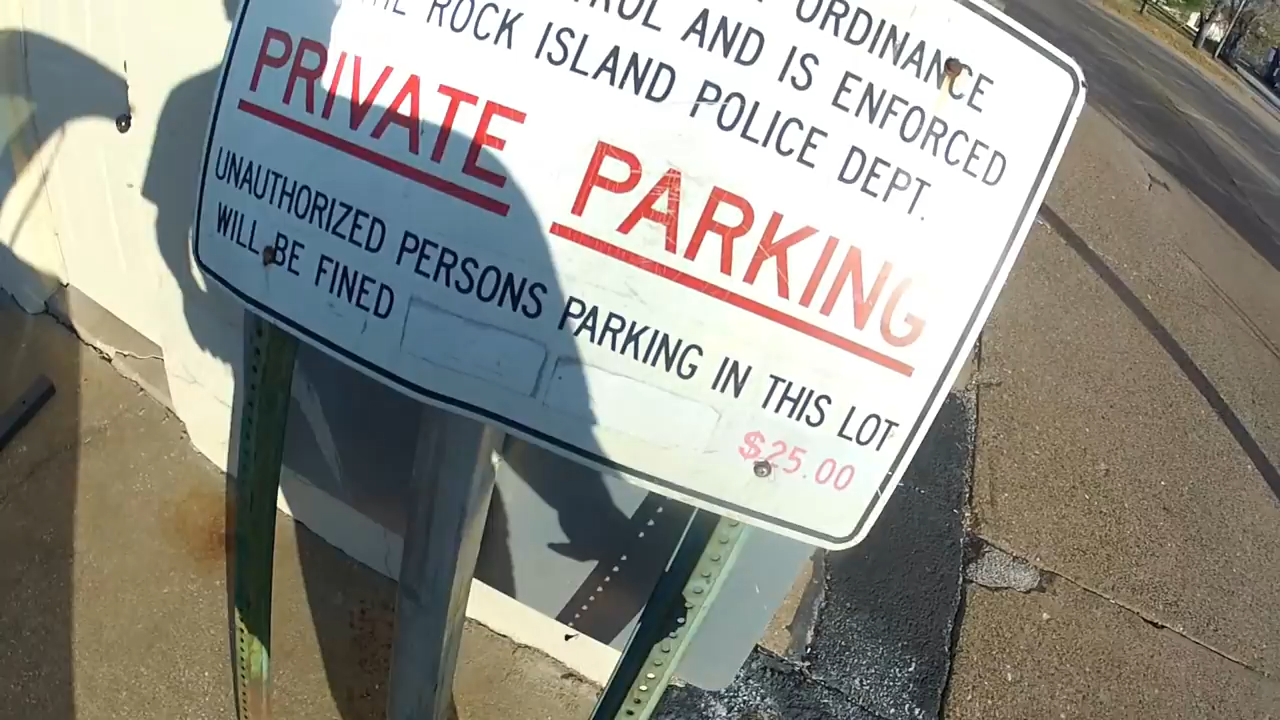 ORDINANCE
AND IS ENFORCED
ROCK ISLAND POLICE DEPT.
PRIVATE PARKING
UNAUTHORIZED PERSONS PARKING IN THIS LOT
WILL BE FINED
$25.00